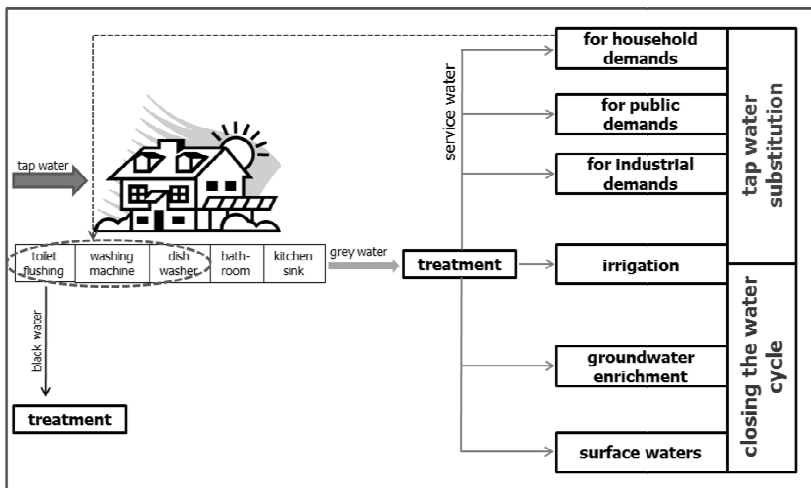 for household
demands
for public
demands
for industrial
demands
service water
tap water
substitution
tap water
toilet
flushing
washing
machine
dish
washer
bath-
room
kitchen
sink
grey water
treatment
irrigation
black water
treatment
groundwater
enrichment
surface waters
closing the water
cycle